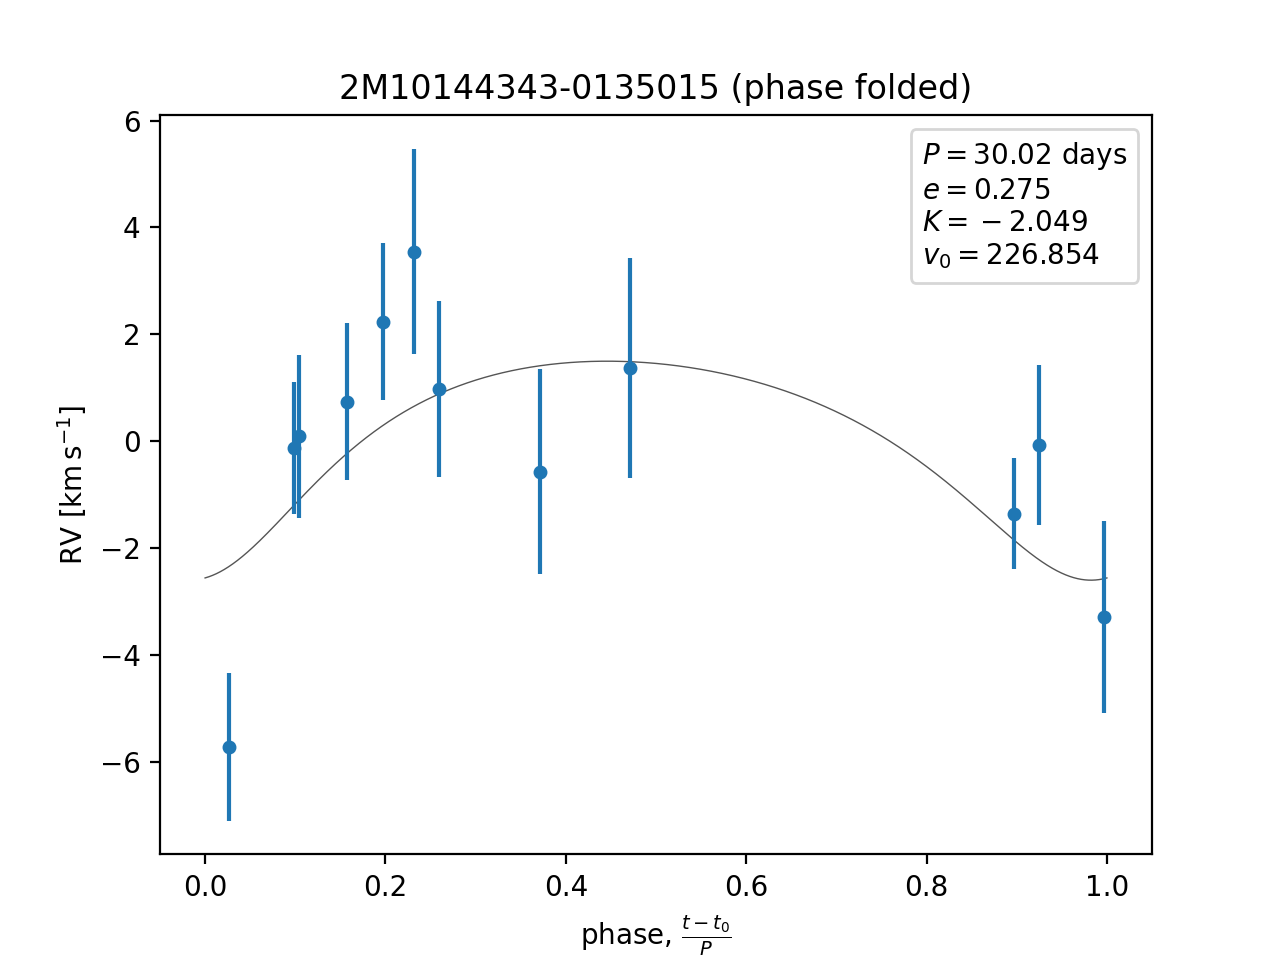 2M10144343-0135015 (phase folded)
P = 30.02 days
e = 0.275
K = −2.049
v₀ = 226.854
6
4
2
0
−2
−4
−6
RV [km s⁻¹]
0.0 0.2 0.4 0.6 0.8 1.0
phase, (t − t₀)/P